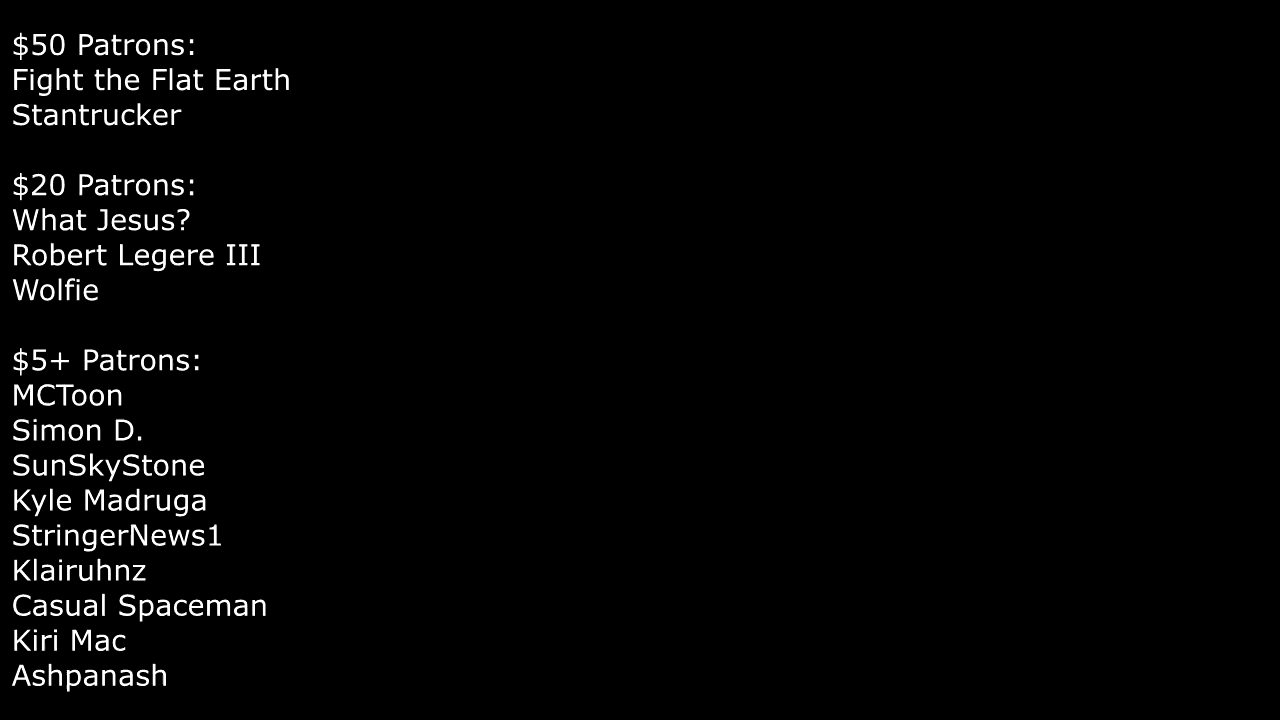 $50 Patrons:
Fight the Flat Earth
Stantrucker
$20 Patrons:
What Jesus?
Robert Legere III
Wolfie
$5+ Patrons:
MCToon
Simon D.
SunSkyStone
Kyle Madruga
StringerNews1
Klairuhnz
Casual Spaceman
Kiri Mac
Ashpanash